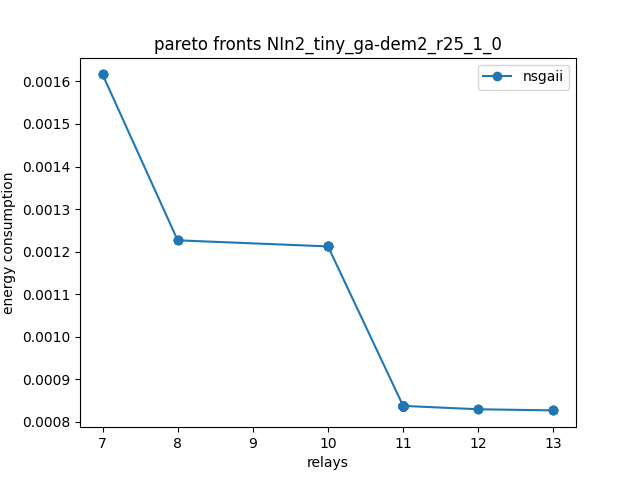 pareto fronts NIn2_tiny_ga-dem2_r25_1_0
nsgaii
0.0016
0.0015
0.0014
0.0013
0.0012
0.0011
0.0010
0.0009
0.0008
energy consumption
7 8 9 10 11 12 13
relays